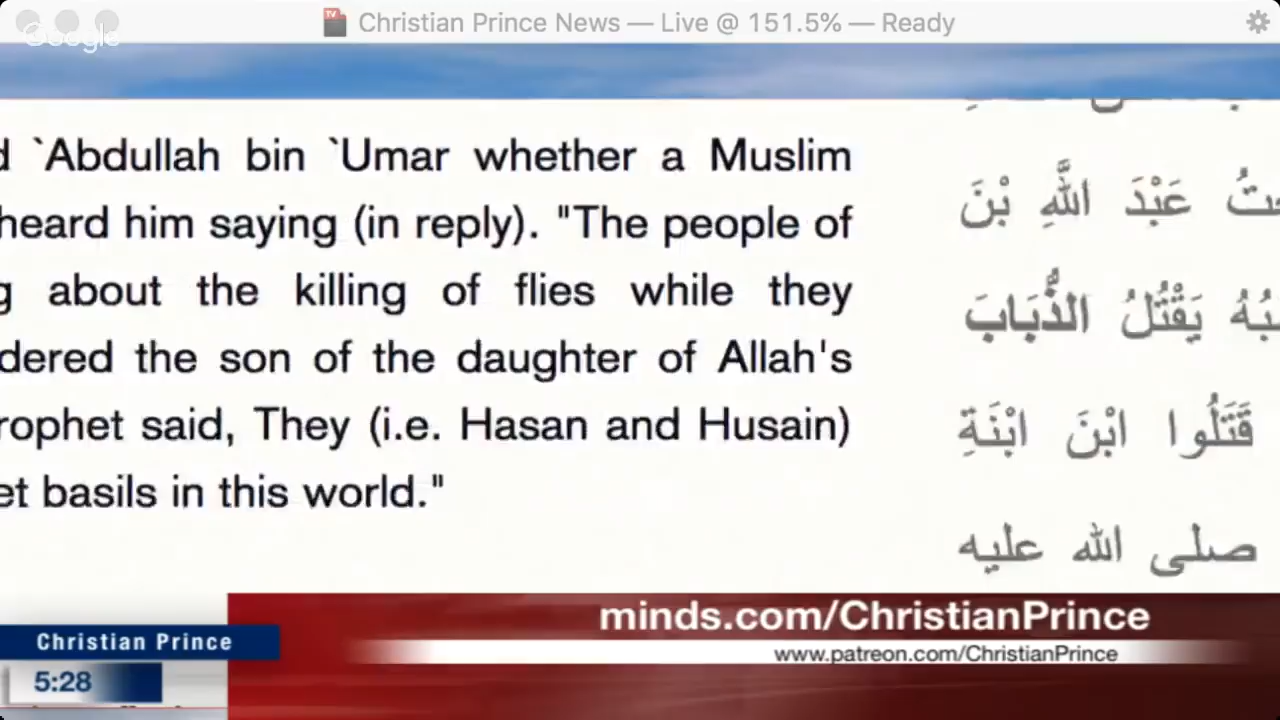 Christian Prince News — Live @ 151.5% — Ready
Google
`Abdullah bin `Umar whether a Muslim
heard him saying (in reply). "The people of
about the killing of flies while they
dered the son of the daughter of Allah's
rophet said, They (i.e. Hasan and Husain)
et basils in this world."
عَبْدَ اللَّهِ بْنَ
يَقْتُلُ الذُّبَابَ
قَتَلُوا ابْنَ ابْنَةِ
صلى الله عليه
minds.com/ChristianPrince
www.patreon.com/ChristianPrince
Christian Prince
5:28